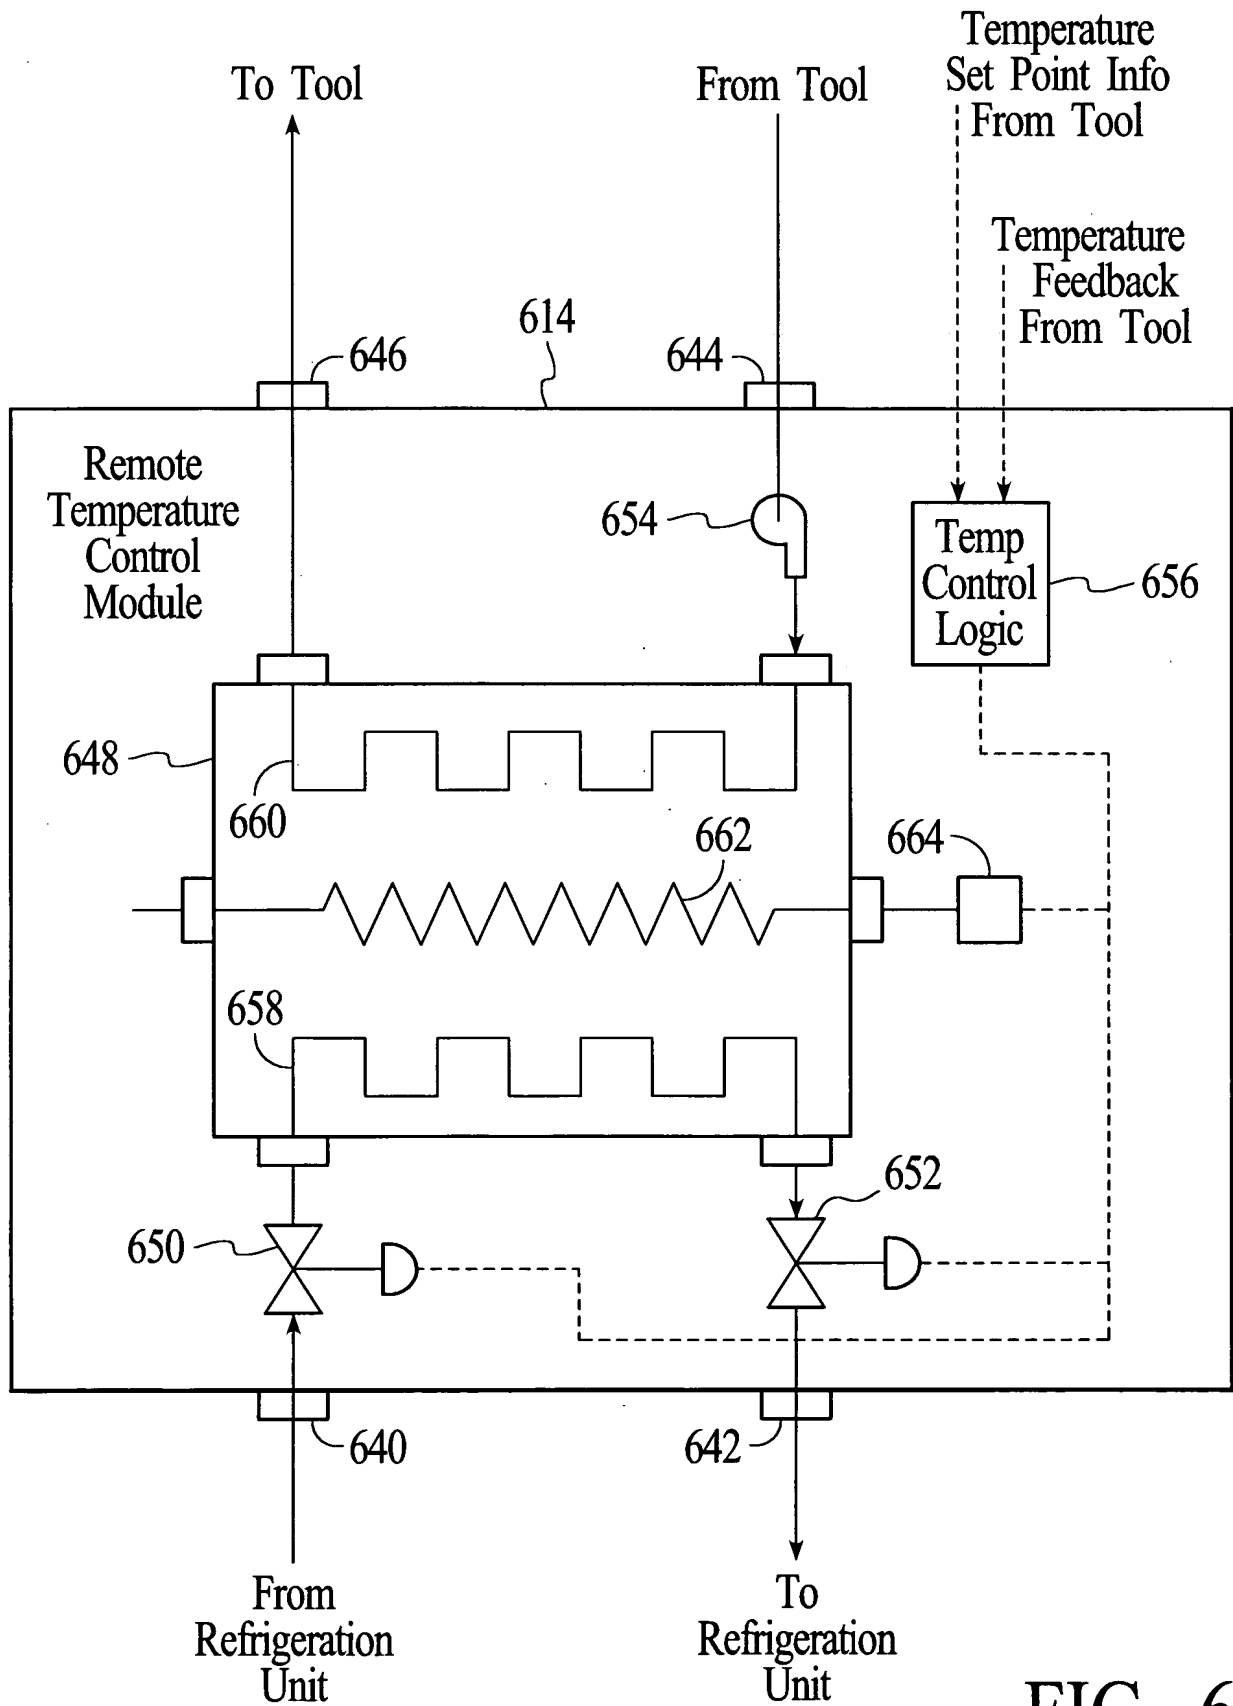 Temperature
Set Point Info
From Tool
To Tool
From Tool
Temperature
Feedback
From Tool
614
646
644
Remote
Temperature
Control
Module
654
Temp
Control
Logic
656
648
660
662
664
658
650
652
640
642
From
Refrigeration
Unit
To
Refrigeration
Unit
FIG. 6